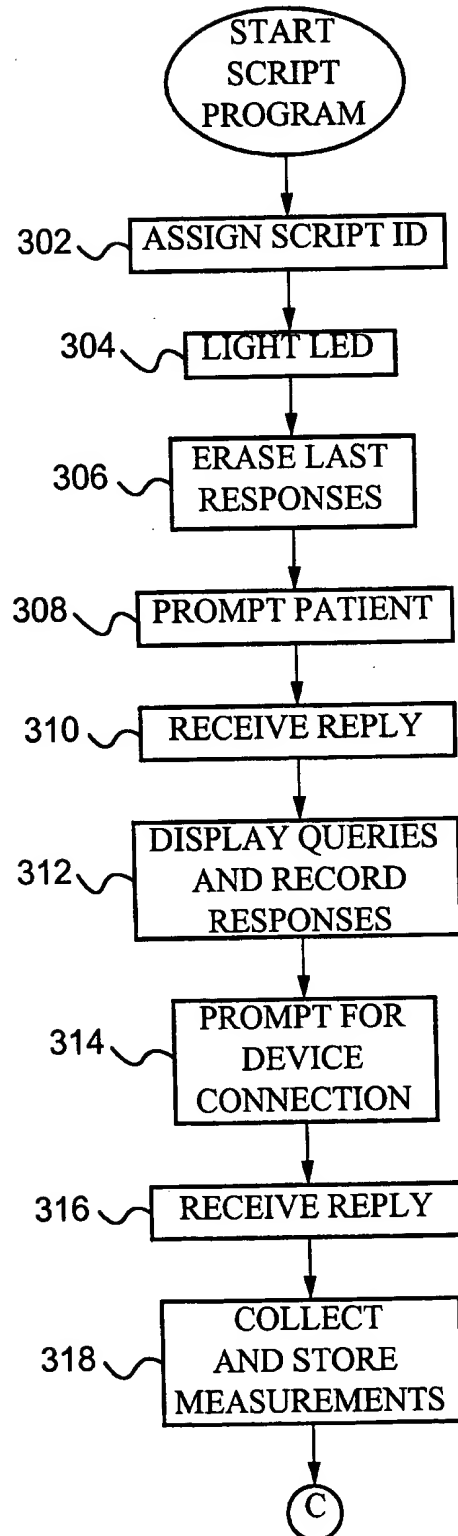 START
SCRIPT
PROGRAM
302
ASSIGN SCRIPT ID
304
LIGHT LED
306
ERASE LAST
RESPONSES
308
PROMPT PATIENT
310
RECEIVE REPLY
312
DISPLAY QUERIES
AND RECORD
RESPONSES
314
PROMPT FOR
DEVICE
CONNECTION
316
RECEIVE REPLY
318
COLLECT
AND STORE
MEASUREMENTS
C